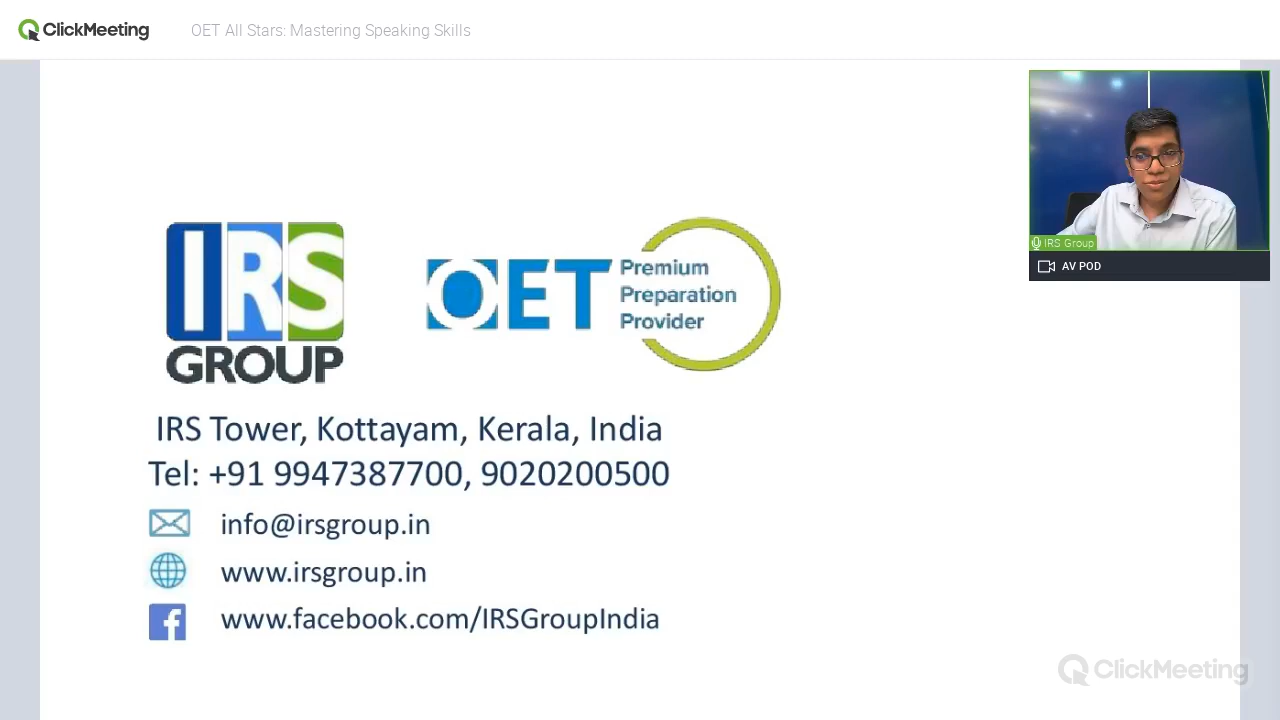 ClickMeeting OET All Stars: Mastering Speaking Skills
IRS Group
AV POD
IRS
GROUP
OET
Premium
Preparation
Provider
IRS Tower, Kottayam, Kerala, India
Tel: +91 9947387700, 9020200500
info@irsgroup.in
www.irsgroup.in
www.facebook.com/IRSGroupIndia
ClickMeeting